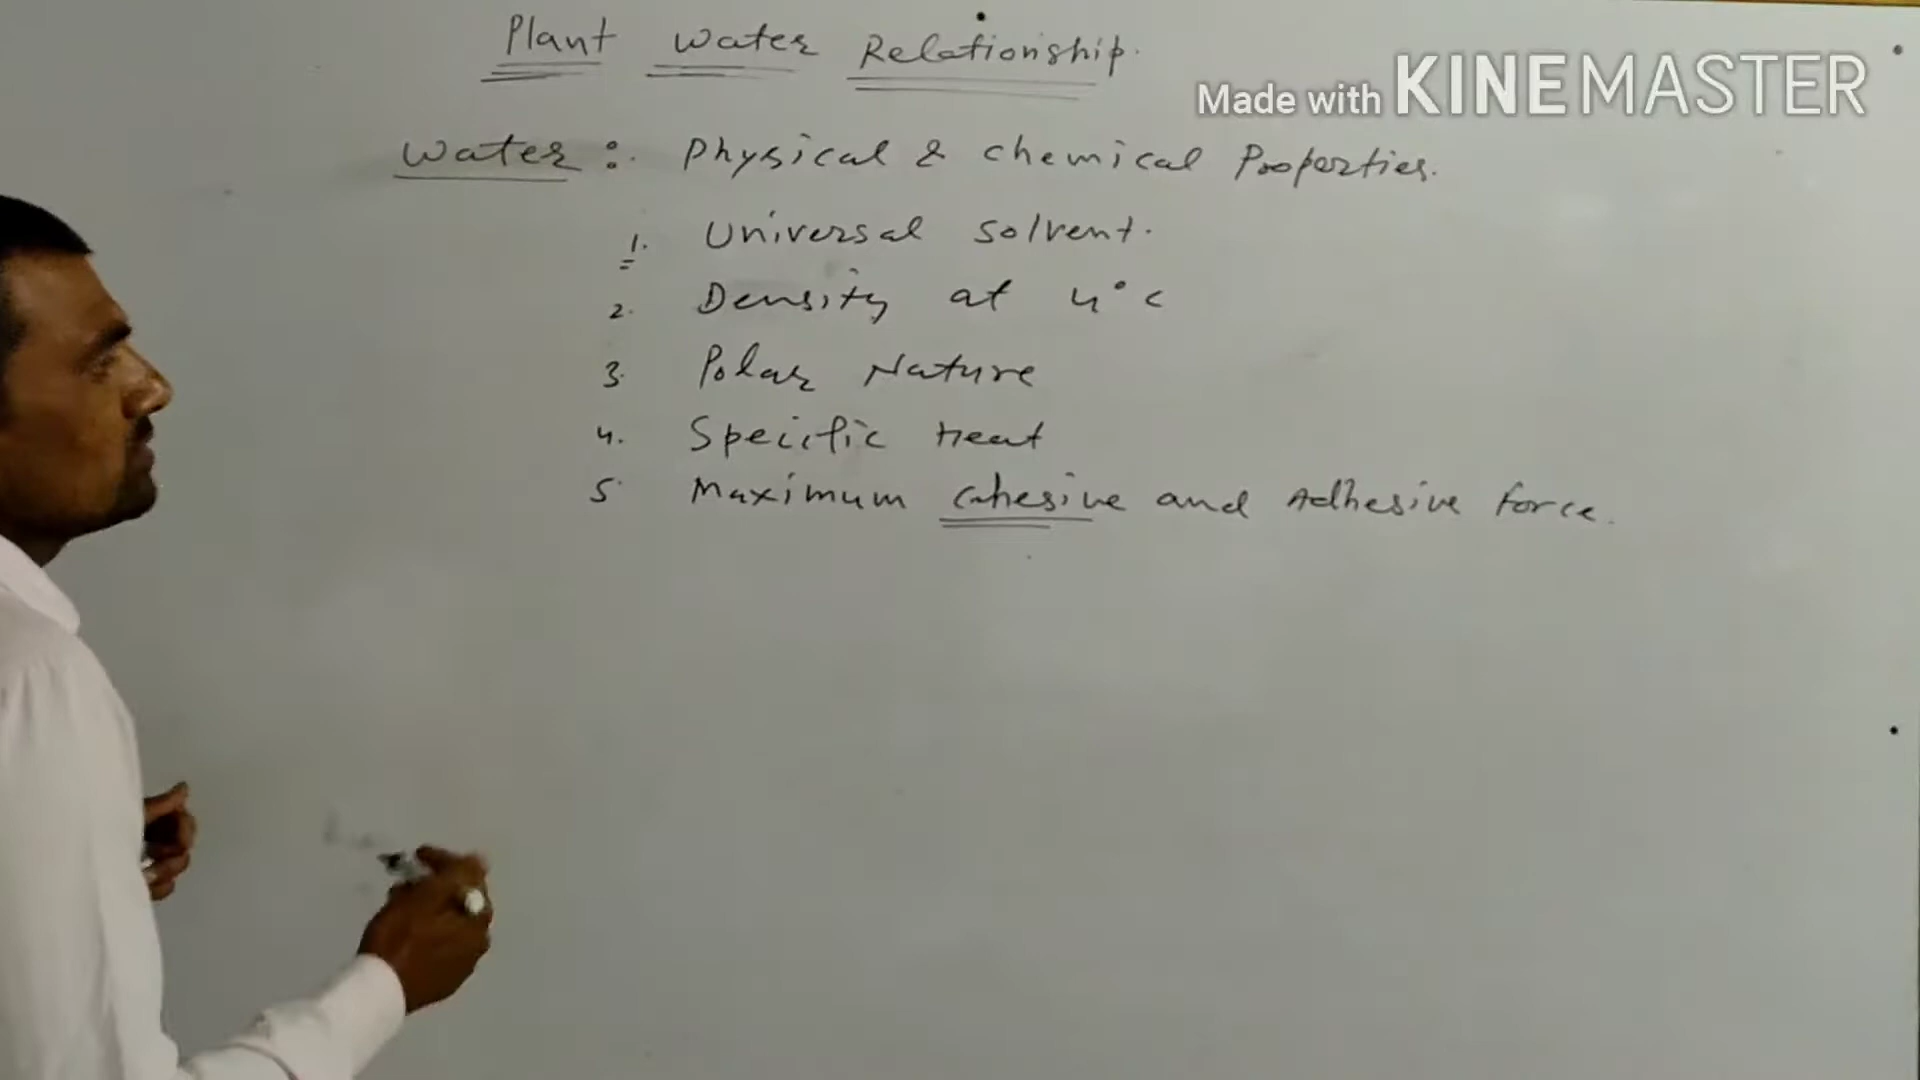 Plant Water Relationship.
Made with KINEMASTER
Water :. Physical & chemical Properties.
1. Universal solvent.
2. Density at 4°C
3. Polar Nature
4. Specific Heat
5. Maximum Cohesive and Adhesive Force.